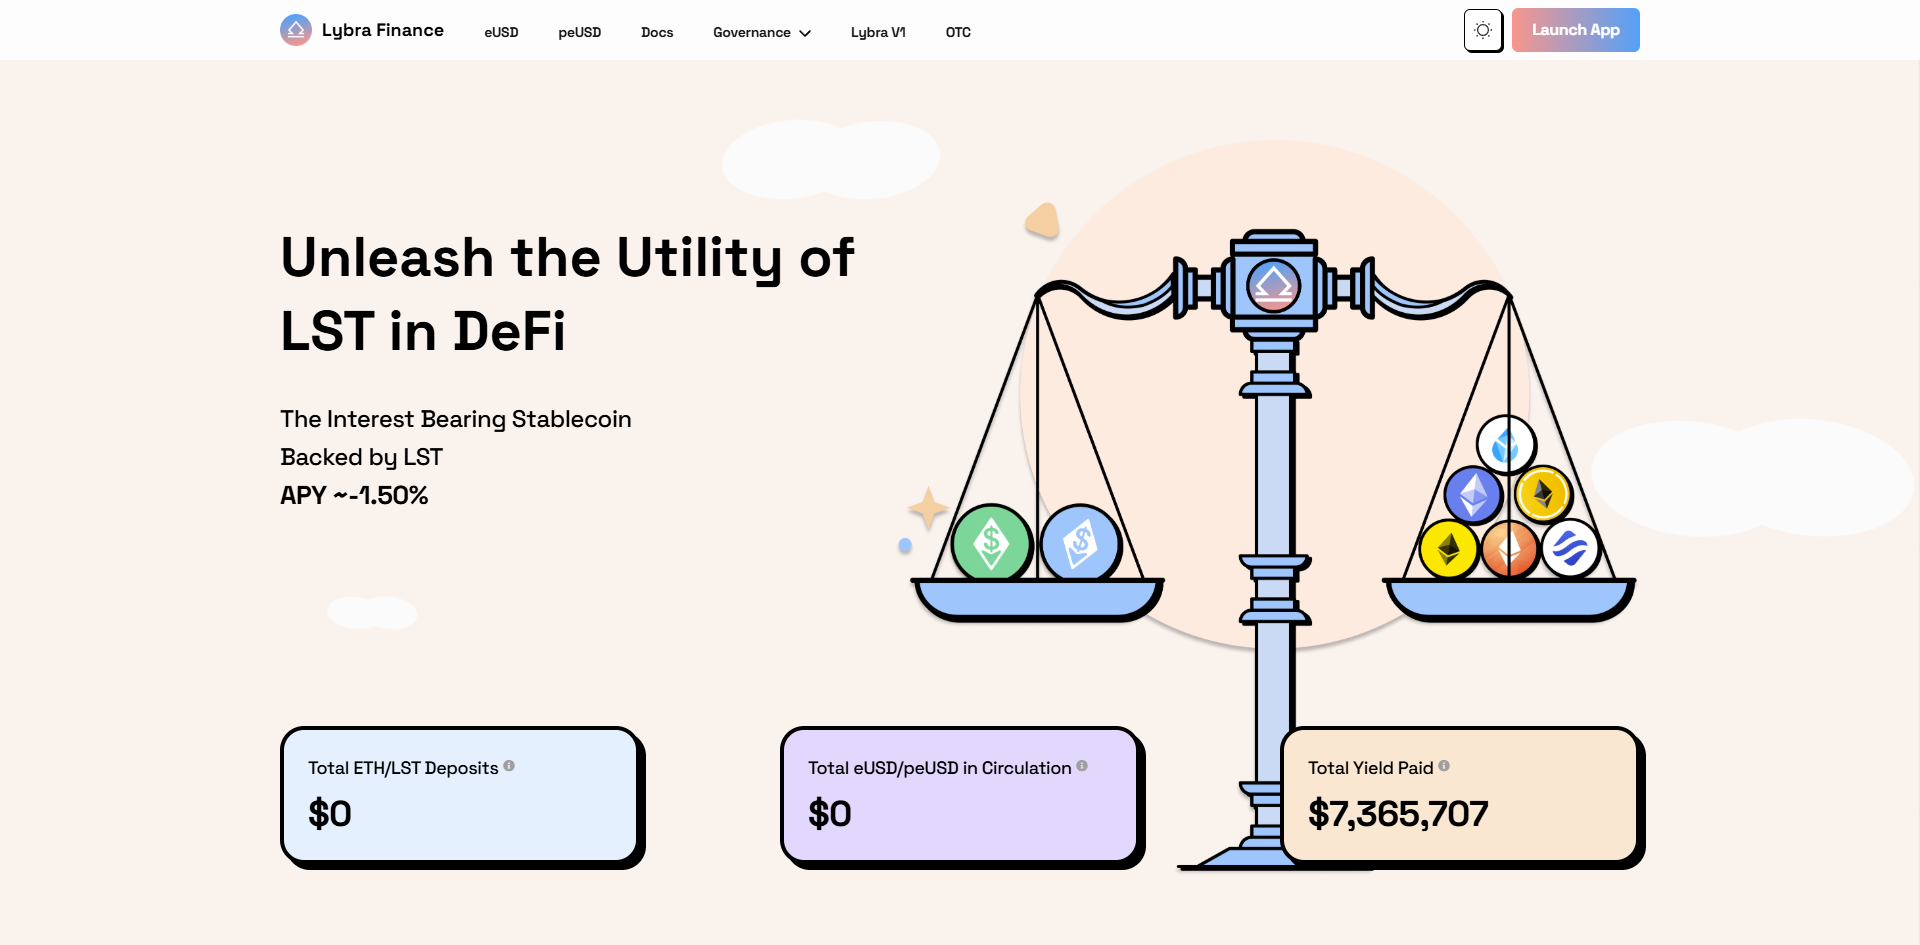 Lybra Finance
eUSD
peUSD
Docs
Governance
Lybra V1
OTC
Launch App
Unleash the Utility of
LST in DeFi
The Interest Bearing Stablecoin
Backed by LST
APY ~-1.50%
Total ETH/LST Deposits
$0
Total eUSD/peUSD in Circulation
$0
Total Yield Paid
$7,365,707